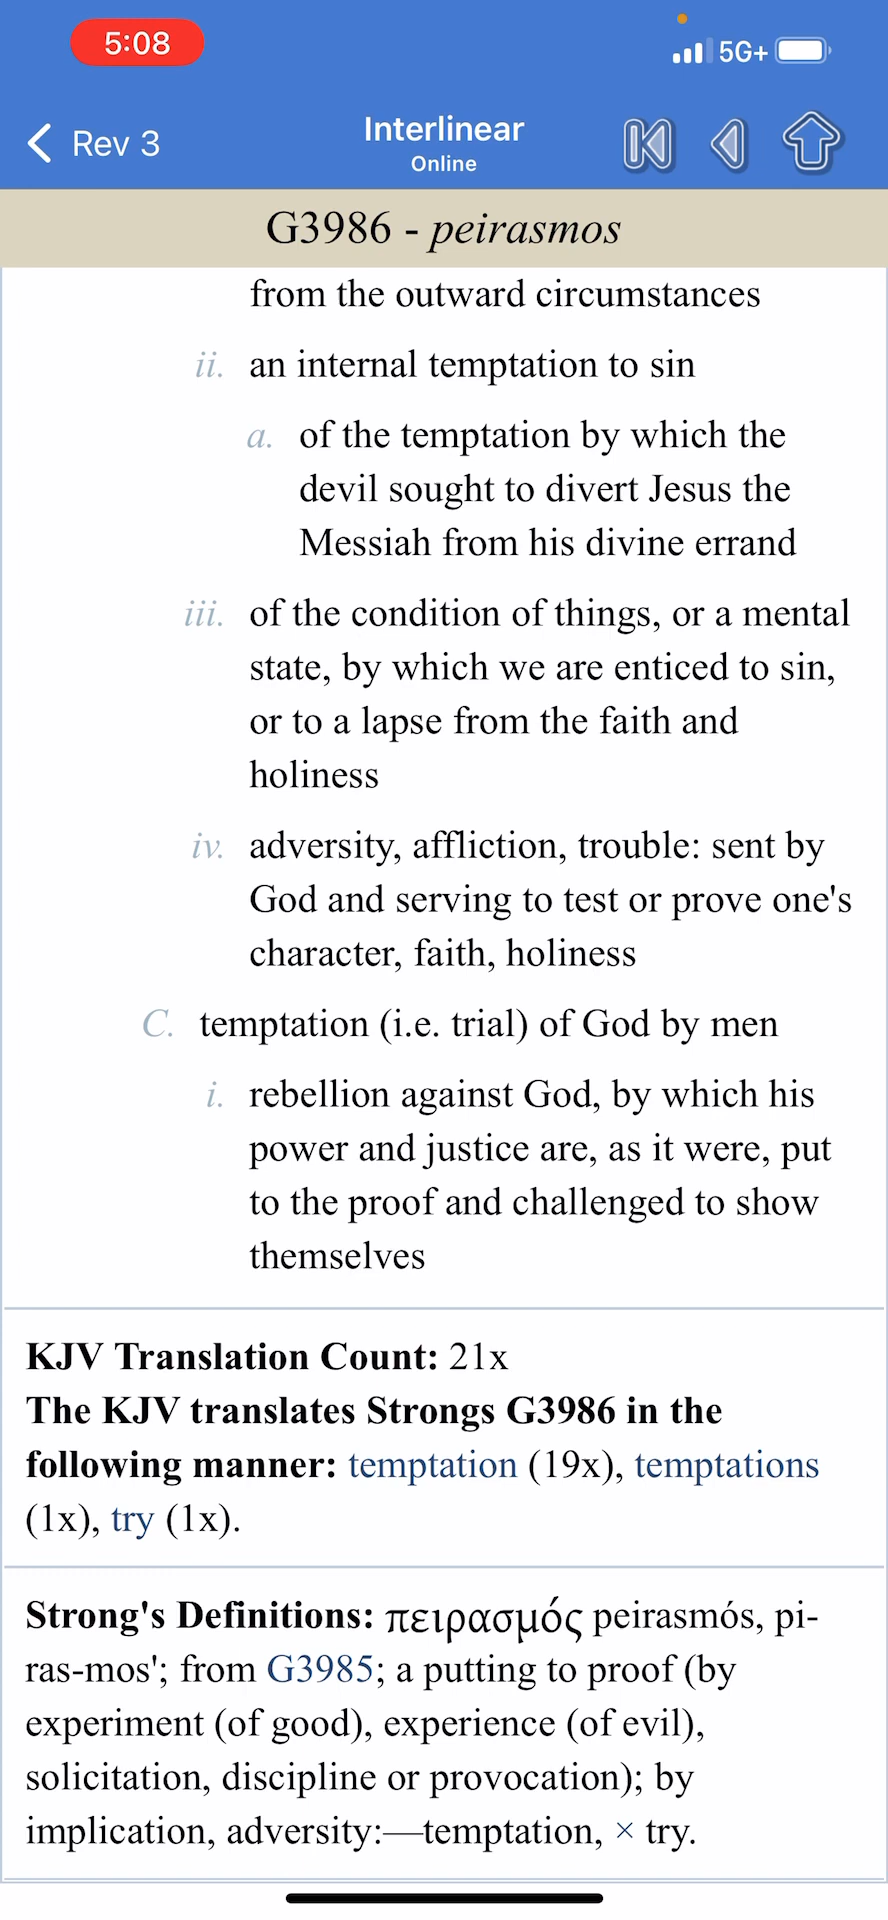 5:08
5G+
Rev 3
Interlinear
Online
G3986 - peirasmos
from the outward circumstances
ii. an internal temptation to sin
a. of the temptation by which the
devil sought to divert Jesus the
Messiah from his divine errand
iii. of the condition of things, or a mental
state, by which we are enticed to sin,
or to a lapse from the faith and
holiness
iv. adversity, affliction, trouble: sent by
God and serving to test or prove one's
character, faith, holiness
C. temptation (i.e. trial) of God by men
i. rebellion against God, by which his
power and justice are, as it were, put
to the proof and challenged to show
themselves
KJV Translation Count: 21x
The KJV translates Strongs G3986 in the
following manner: temptation (19x), temptations
(1x), try (1x).
Strong's Definitions: πειρασμός peirasmós, pi-
ras-mos'; from G3985; a putting to proof (by
experiment (of good), experience (of evil),
solicitation, discipline or provocation); by
implication, adversity:—temptation, × try.